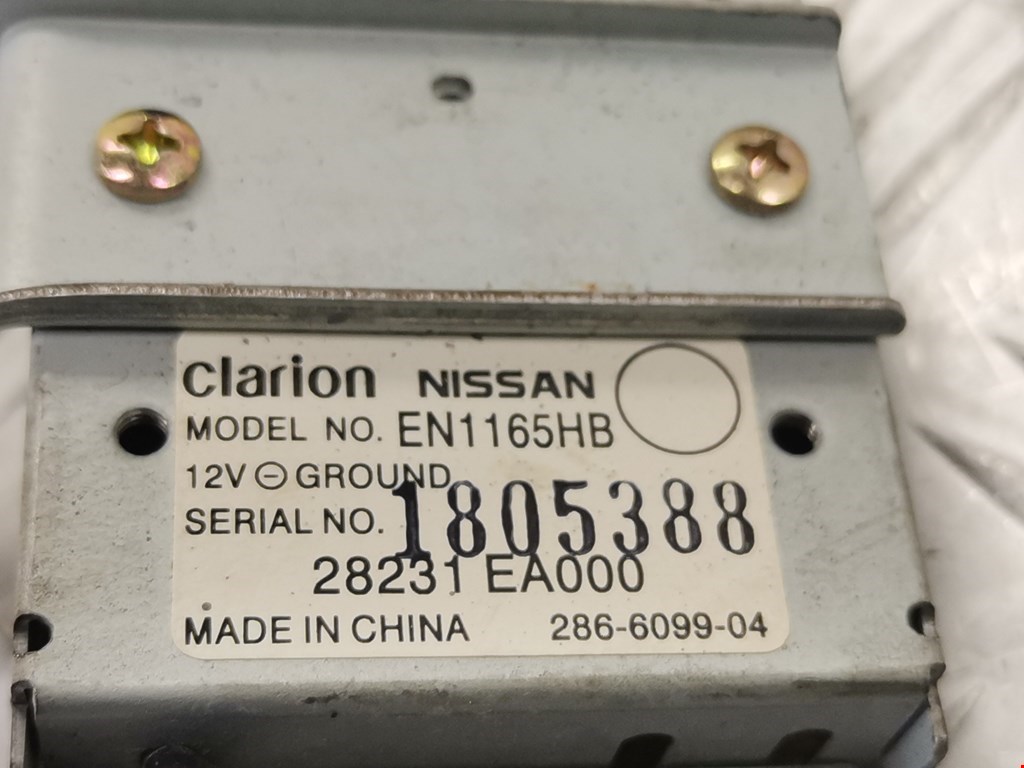 clarion NISSAN
MODEL NO. EN1165HB
12V ⊖ GROUND
SERIAL NO. 1805388
28231 EA000
MADE IN CHINA 286-6099-04